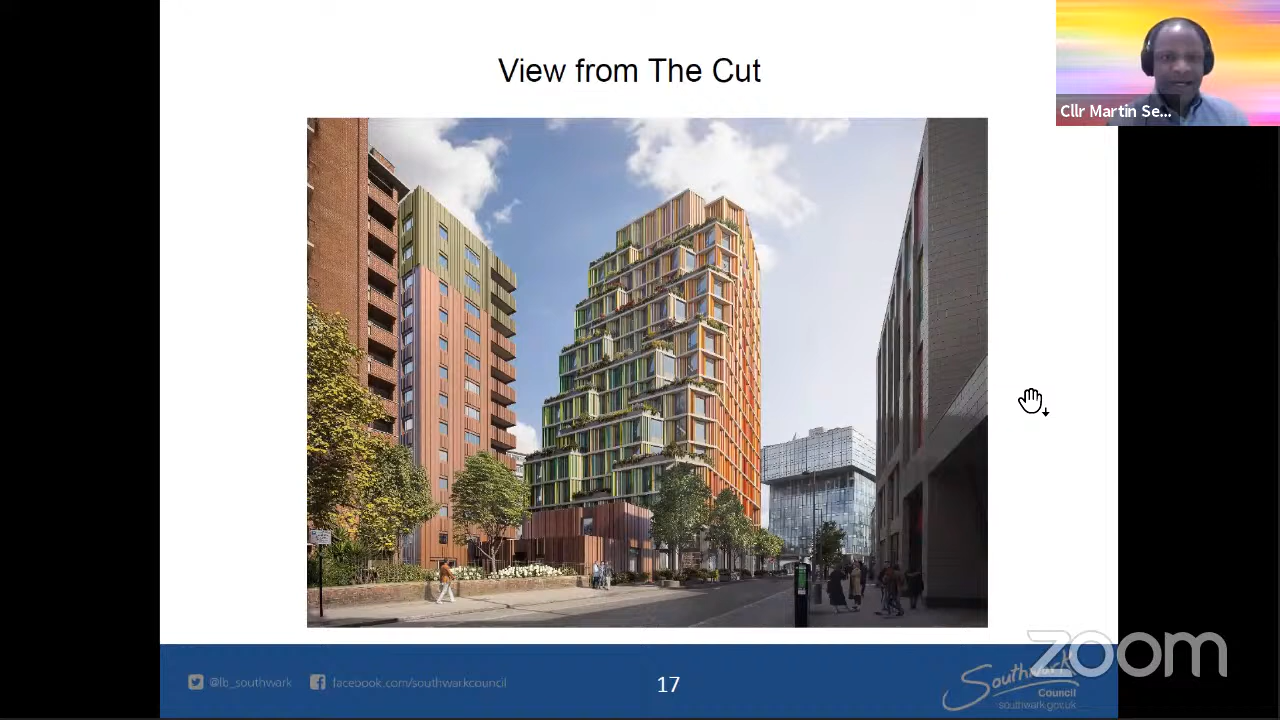 View from The Cut
Cllr Martin Se...
@lb_southwark
facebook.com/southwarkcouncil
17
Southwark
Council
southwark.gov.uk
zoom